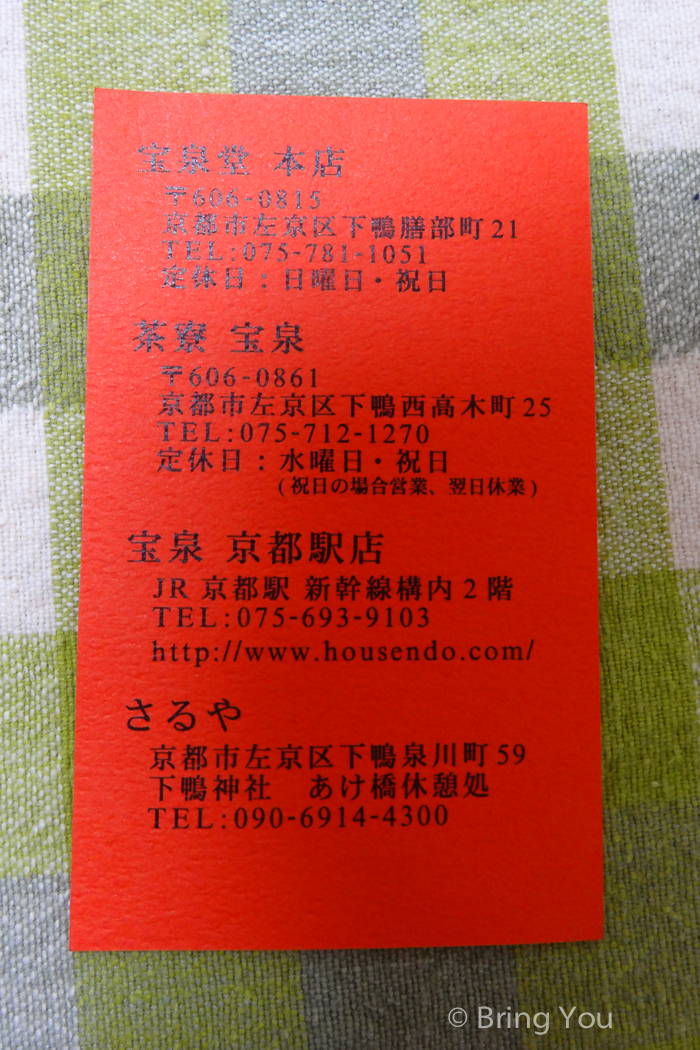 宝泉堂 本店
〒606-0815
京都市左京区下鴨膳部町21
TEL:075-781-1051
定休日：日曜日・祝日
茶寮 宝泉
〒606-0861
京都市左京区下鴨西高木町25
TEL:075-712-1270
定休日：水曜日・祝日
(祝日の場合営業、翌日休業)
宝泉 京都駅店
JR 京都駅 新幹線構内2階
TEL:075-693-9103
http://www.housendo.com/
さるや
京都市左京区下鴨泉川町59
下鴨神社　あけ橋休憩処
TEL:090-6914-4300
© Bring You